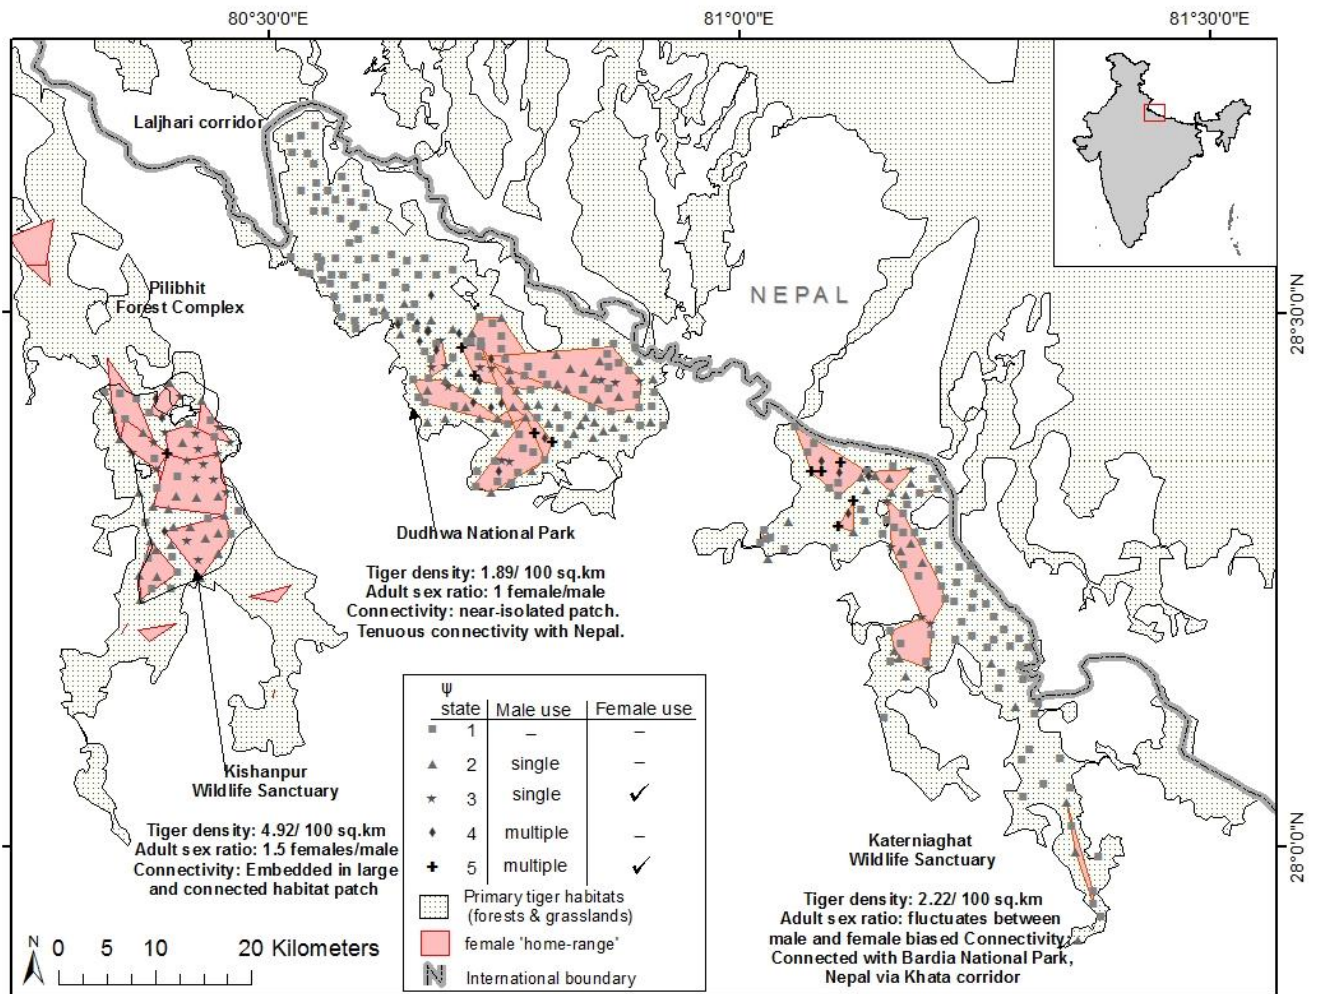 80°30'0"E
81°0'0"E
81°30'0"E
Laljhari corridor
Pilibhit
Forest Complex
NEPAL
28°30'0"N
Dudhwa National Park
Tiger density: 1.89/ 100 sq.km
Adult sex ratio: 1 female/male
Connectivity: near-isolated patch.
Tenuous connectivity with Nepal.
Kishanpur
Wildlife Sanctuary
Tiger density: 4.92/ 100 sq.km
Adult sex ratio: 1.5 females/male
Connectivity: Embedded in large
and connected habitat patch
ψ
state Male use Female use
1 – –
2 single –
3 single ✓
4 multiple –
5 multiple ✓
Primary tiger habitats
(forests & grasslands)
female 'home-range'
International boundary
Katerniaghat
Wildlife Sanctuary
28°0'0"N
Tiger density: 2.22/ 100 sq.km
Adult sex ratio: fluctuates between
male and female biased Connectivity:
Connected with Bardia National Park,
Nepal via Khata corridor
N
0 5 10 20 Kilometers